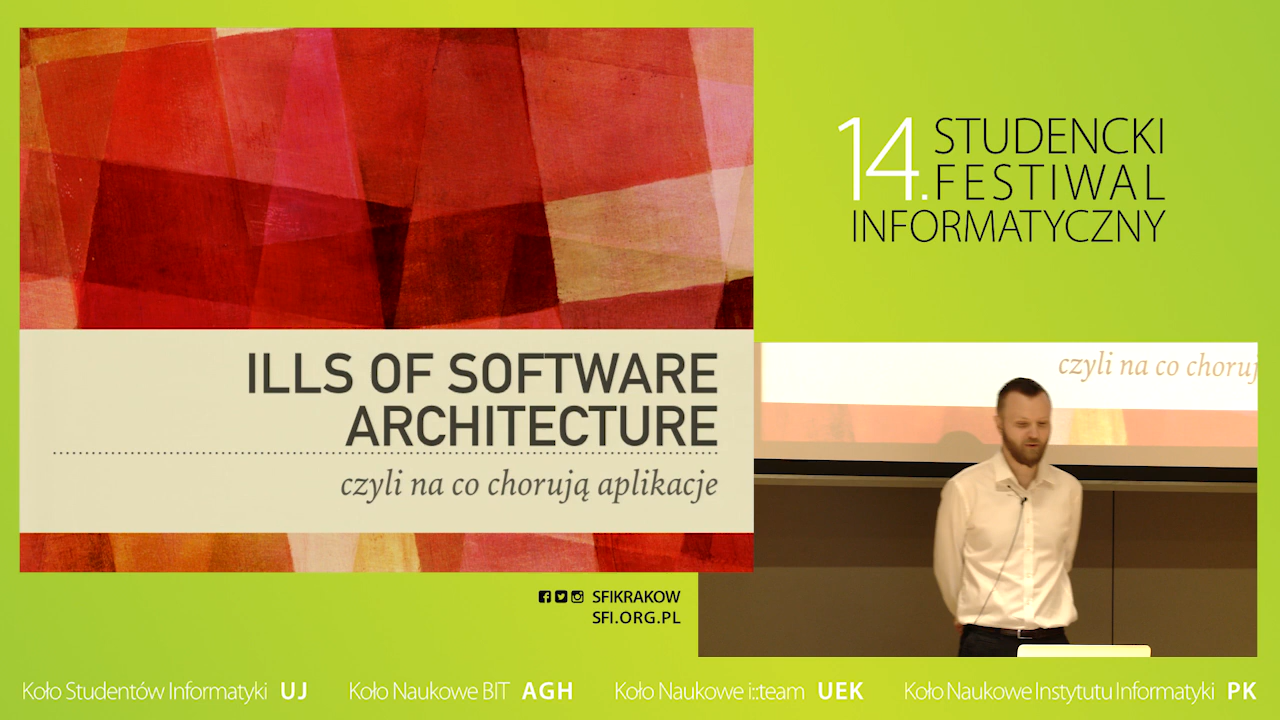 14. STUDENCKI
FESTIWAL
INFORMATYCZNY
ILLS OF SOFTWARE
ARCHITECTURE
czyli na co chorują aplikacje
czyli na co choruj
SFIKRAKOW
SFI.ORG.PL
Koło Studentów Informatyki UJ
Koło Naukowe BIT AGH
Koło Naukowe i::team UEK
Koło Naukowe Instytutu Informatyki PK